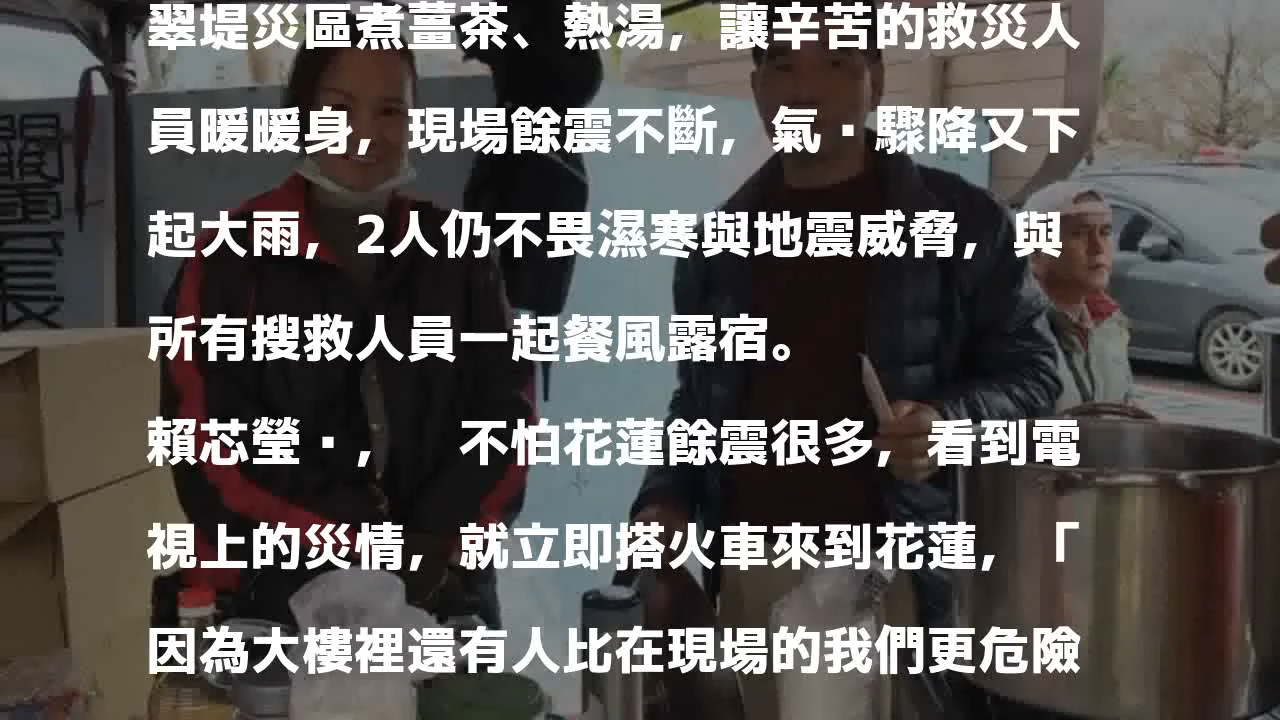 翠堤災區煮薑茶、熱湯，讓辛苦的救災人
員暖暖身，現場餘震不斷，氣·驟降又下
起大雨，2人仍不畏濕寒與地震威脅，與
所有搜救人員一起餐風露宿。
賴芯瑩·，　不怕花蓮餘震很多，看到電
視上的災情，就立即搭火車來到花蓮，「
因為大樓裡還有人比在現場的我們更危險